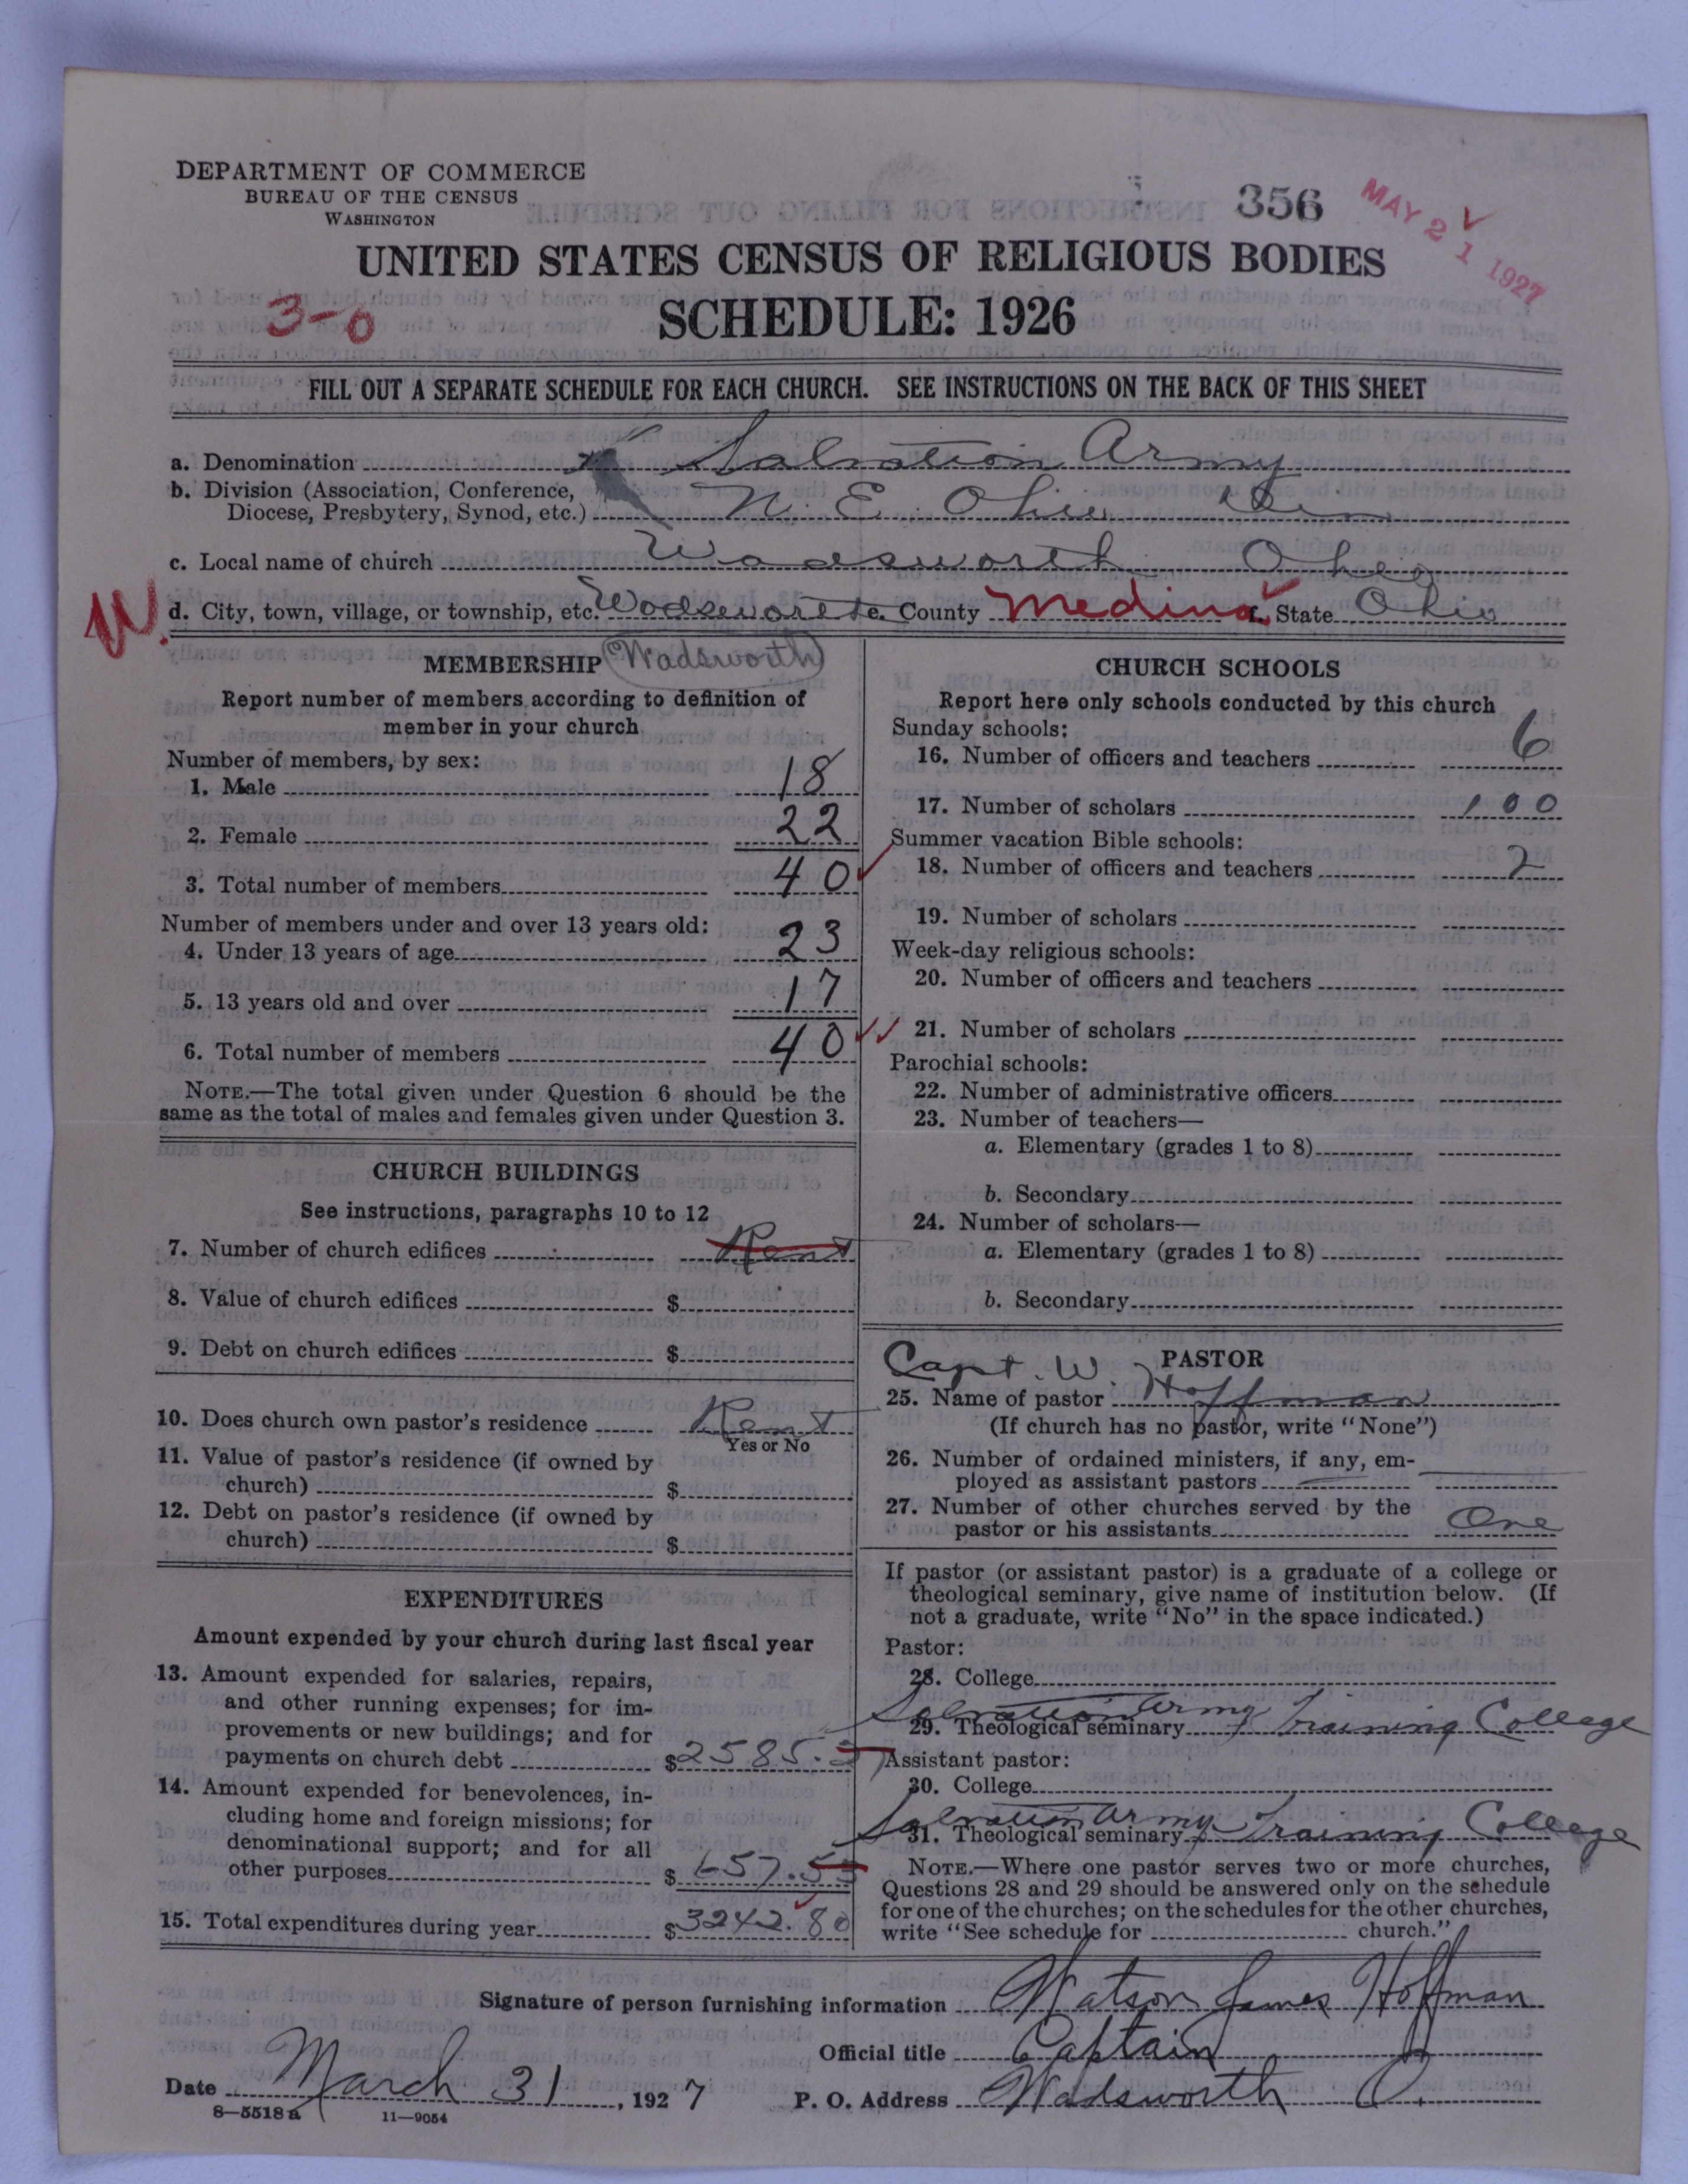 DEPARTMENT OF COMMERCE
BUREAU OF THE CENSUS
WASHINGTON
356
MAY 21 1927
UNITED STATES CENSUS OF RELIGIOUS BODIES
SCHEDULE: 1926
3-0
FILL OUT A SEPARATE SCHEDULE FOR EACH CHURCH. SEE INSTRUCTIONS ON THE BACK OF THIS SHEET
a. Denomination Salvation Army
b. Division (Association, Conference,
Diocese, Presbytery, Synod, etc.) N. E. Ohio
c. Local name of church Wadsworth Ohio
W. d. City, town, village, or township, etc. Wadsworth e. County Medina f. State Ohio
(Wadsworth)
MEMBERSHIP
Report number of members according to definition of
member in your church
Number of members, by sex:
1. Male 18
2. Female 22
3. Total number of members 40
Number of members under and over 13 years old:
4. Under 13 years of age 23
5. 13 years old and over 17
6. Total number of members 40
NOTE.—The total given under Question 6 should be the
same as the total of males and females given under Question 3.
CHURCH BUILDINGS
See instructions, paragraphs 10 to 12
7. Number of church edifices Rent
8. Value of church edifices $
9. Debt on church edifices $
10. Does church own pastor's residence Rent
Yes or No
11. Value of pastor's residence (if owned by
church) $
12. Debt on pastor's residence (if owned by
church) $
EXPENDITURES
Amount expended by your church during last fiscal year
13. Amount expended for salaries, repairs,
and other running expenses; for im-
provements or new buildings; and for
payments on church debt $2585.
14. Amount expended for benevolences, in-
cluding home and foreign missions; for
denominational support; and for all
other purposes $657.53
15. Total expenditures during year $3242.80
CHURCH SCHOOLS
Report here only schools conducted by this church
Sunday schools:
16. Number of officers and teachers 6
17. Number of scholars 100
Summer vacation Bible schools:
18. Number of officers and teachers 2
19. Number of scholars
Week-day religious schools:
20. Number of officers and teachers
21. Number of scholars
Parochial schools:
22. Number of administrative officers
23. Number of teachers—
a. Elementary (grades 1 to 8)
b. Secondary
24. Number of scholars—
a. Elementary (grades 1 to 8)
b. Secondary
PASTOR
25. Name of pastor Capt. W. Hoffman
(If church has no pastor, write "None")
26. Number of ordained ministers, if any, em-
ployed as assistant pastors
27. Number of other churches served by the
pastor or his assistants One
If pastor (or assistant pastor) is a graduate of a college or
theological seminary, give name of institution below. (If
not a graduate, write "No" in the space indicated.)
Pastor:
28. College
29. Theological seminary Salvation Army Training College
Assistant pastor:
30. College
31. Theological seminary Salvation Army Training College
NOTE.—Where one pastor serves two or more churches,
Questions 28 and 29 should be answered only on the schedule
for one of the churches; on the schedules for the other churches,
write "See schedule for church."
Signature of person furnishing information Watson James Hoffman
Official title Captain
Date March 31, 1927 P. O. Address Wadsworth O.
8-5518a 11-9054